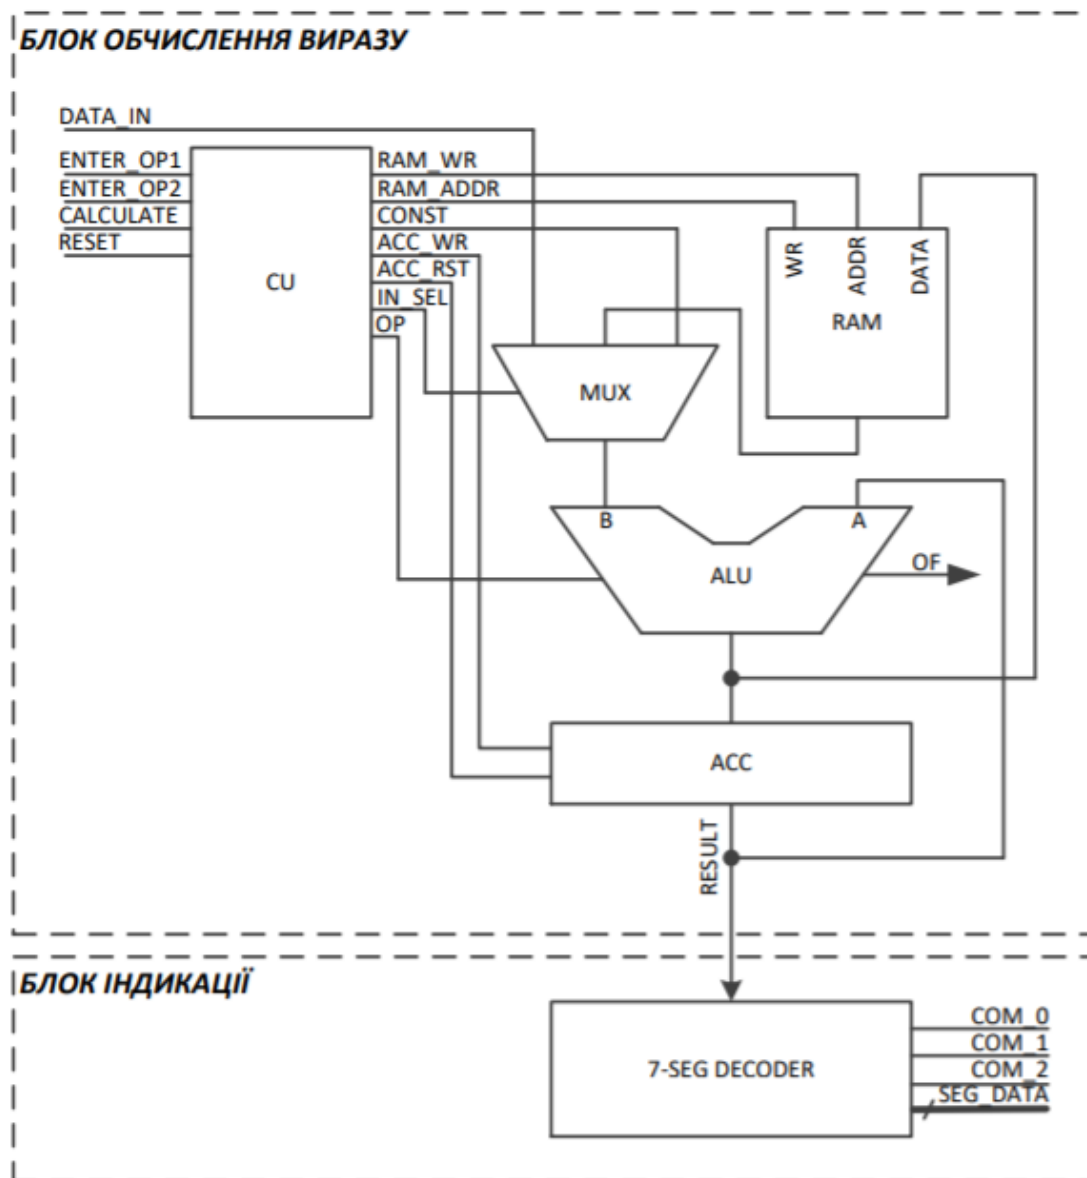 БЛОК ОБЧИСЛЕННЯ ВИРАЗУ
DATA_IN
ENTER_OP1
ENTER_OP2
CALCULATE
RESET
CU
RAM_WR
RAM_ADDR
CONST
ACC_WR
ACC_RST
IN_SEL
OP
WR
ADDR
DATA
RAM
MUX
B
A
ALU
OF
ACC
RESULT
БЛОК ІНДИКАЦІЇ
7-SEG DECODER
COM_0
COM_1
COM_2
SEG_DATA